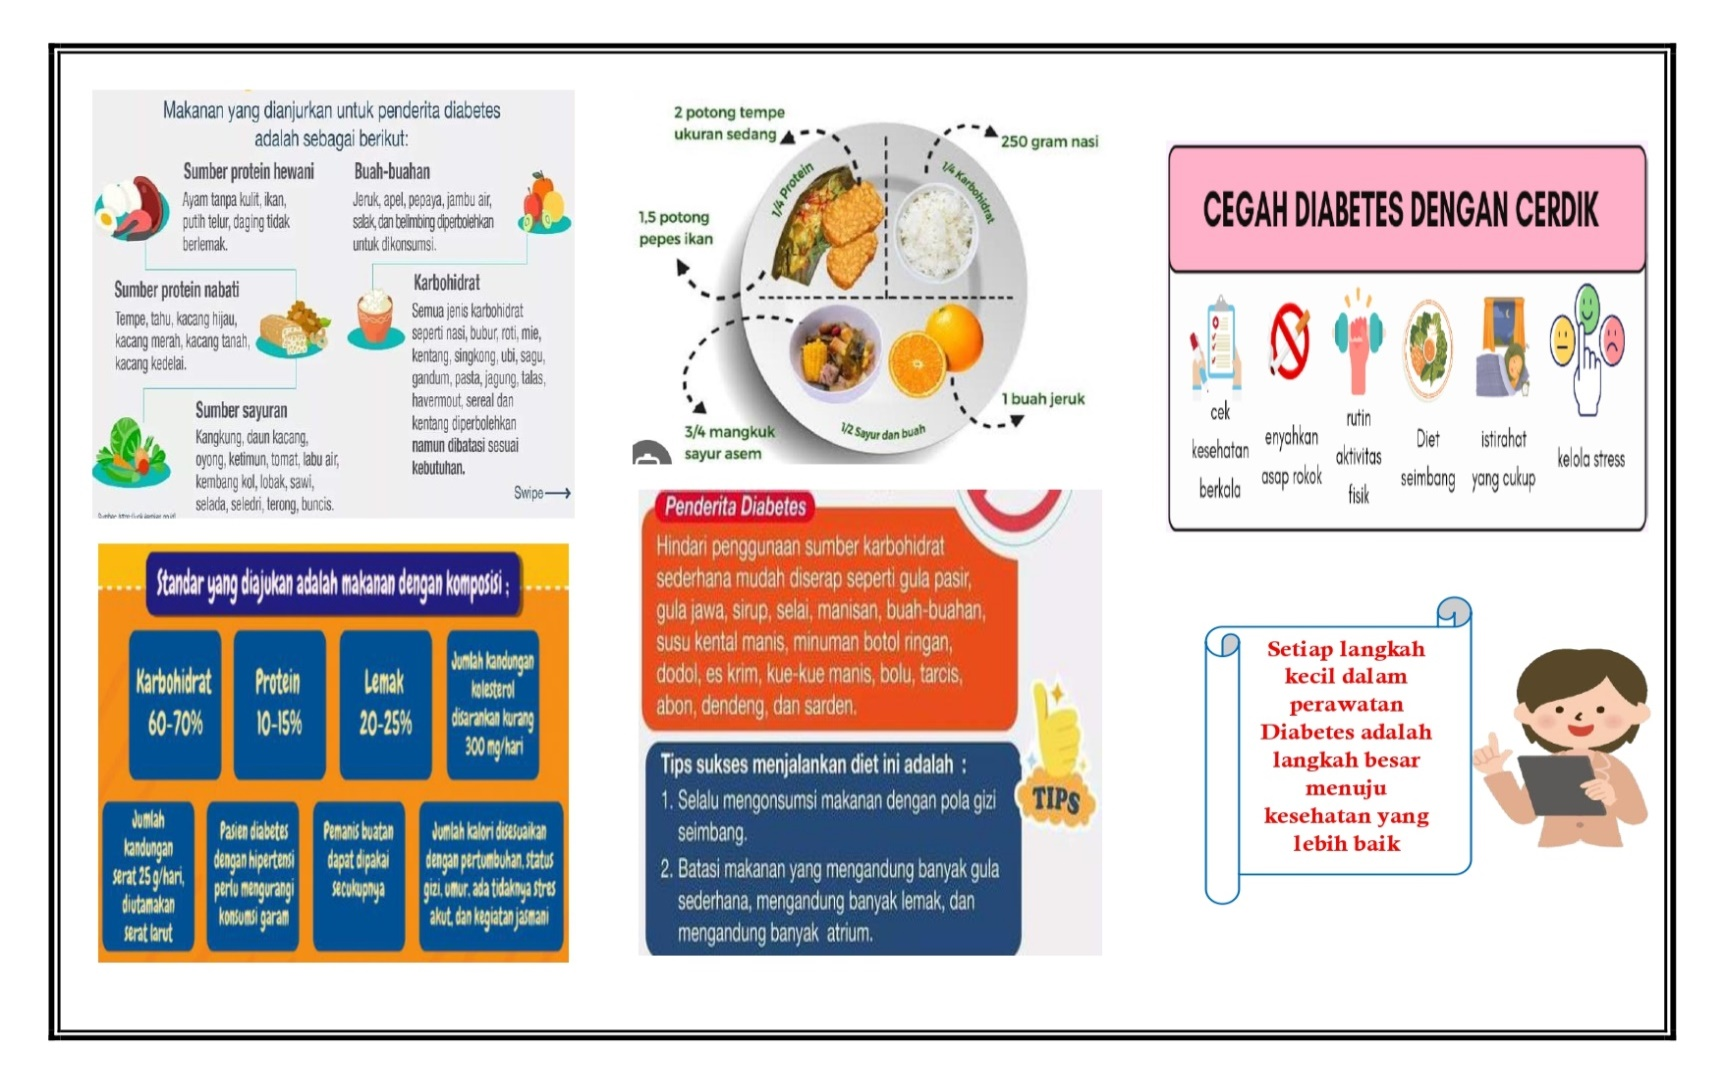 Makanan yang dianjurkan untuk penderita diabetes
adalah sebagai berikut:
Sumber protein hewani
Ayam tanpa kulit, ikan,
putih telur, daging tidak
berlemak.
Buah-buahan
Jeruk, apel, pepaya, jambu air,
salak, dan belimbing diperbolehkan
untuk dikonsumsi.
Sumber protein nabati
Tempe, tahu, kacang hijau,
kacang merah, kacang tanah,
kacang kedelai.
Karbohidrat
Semua jenis karbohidrat
seperti nasi, bubur, roti, mie,
kentang, singkong, ubi, sagu,
gandum, pasta, jagung, talas,
havermout, sereal dan
kentang diperbolehkan
namun dibatasi sesuai
kebutuhan.
Sumber sayuran
Kangkung, daun kacang,
oyong, ketimun, tomat, labu air,
kembang kol, lobak, sawi,
selada, seledri, terong, buncis.
Swipe
Standar yang diajukan adalah makanan dengan komposisi ;
Karbohidrat
60-70%
Protein
10-15%
Lemak
20-25%
Jumlah kandungan
kolesterol
disarankan kurang
300 mg/hari
Jumlah
kandungan
serat 25 g/hari,
diutamakan
serat larut
Pasien diabetes
dengan hipertensi
perlu mengurangi
konsumsi garam
Pemanis buatan
dapat dipakai
secukupnya
Jumlah kalori disesuaikan
dengan pertumbuhan, status
gizi, umur, ada tidaknya stres
akut, dan kegiatan jasmani
2 potong tempe
ukuran sedang
250 gram nasi
1/4 Protein
1/4 Karbohidrat
1,5 potong
pepes ikan
1 buah jeruk
3/4 mangkuk
sayur asem
1/2 Sayur dan buah
Penderita Diabetes
Hindari penggunaan sumber karbohidrat
sederhana mudah diserap seperti gula pasir,
gula jawa, sirup, selai, manisan, buah-buahan,
susu kental manis, minuman botol ringan,
dodol, es krim, kue-kue manis, bolu, tarcis,
abon, dendeng, dan sarden.
Tips sukses menjalankan diet ini adalah :
1. Selalu mengonsumsi makanan dengan pola gizi
seimbang.
2. Batasi makanan yang mengandung banyak gula
sederhana, mengandung banyak lemak, dan
mengandung banyak atrium.
TIPS
CEGAH DIABETES DENGAN CERDIK
cek
kesehatan
berkala
enyahkan
asap rokok
rutin
aktivitas
fisik
Diet
seimbang
istirahat
yang cukup
kelola stress
Setiap langkah
kecil dalam
perawatan
Diabetes adalah
langkah besar
menuju
kesehatan yang
lebih baik